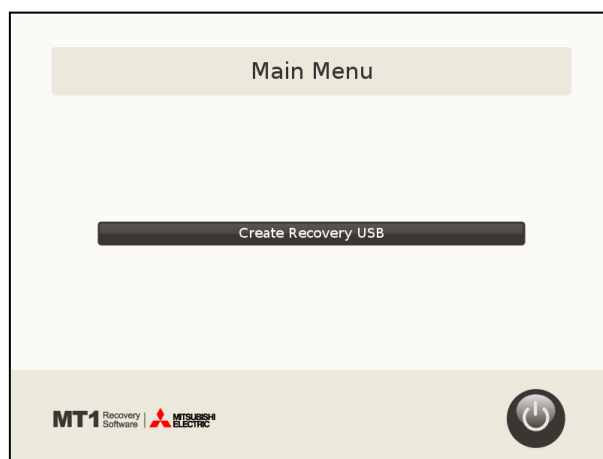 Main Menu
Create Recovery USB
MT1 Recovery Software | MITSUBISHI ELECTRIC